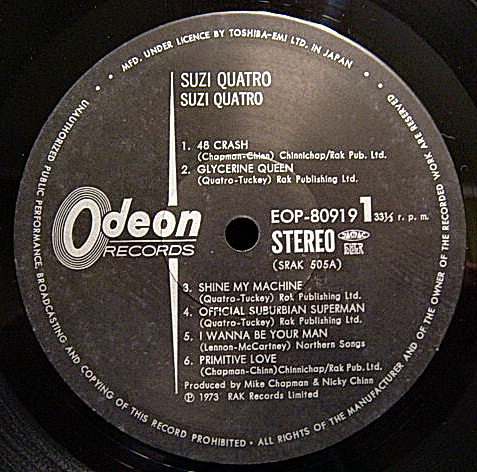 • MFD. UNDER LICENCE BY TOSHIBA-EMI LTD. IN JAPAN •
SUZI QUATRO
SUZI QUATRO
1. 48 CRASH
(Chapman-Chinn) Chinnichap/Rak Pub. Ltd.
2. GLYCERINE QUEEN
(Quatro-Tuckey) Rak Publishing Ltd.
Odeon
RECORDS
EOP-80919 1 33⅓ r. p. m.
STEREO
(SRAK 505A)
3. SHINE MY MACHINE
(Quatro-Tuckey) Rak Publishing Ltd.
4. OFFICIAL SUBURBIAN SUPERMAN
(Quatro-Tuckey) Rak Publishing Ltd.
5. I WANNA BE YOUR MAN
(Lennon-McCartney) Northern Songs
6. PRIMITIVE LOVE
(Chapman-Chinn)Chinnichap/Rak Pub. Ltd.
Produced by Mike Chapman & Nicky Chinn
Ⓟ 1973 RAK Records Limited
UNAUTHORIZED PUBLIC PERFORMANCE, BROADCASTING AND COPYING OF THIS RECORD PROHIBITED • ALL RIGHTS OF THE MANUFACTURER AND OF THE OWNER OF THE RECORDED WORK ARE RESERVED